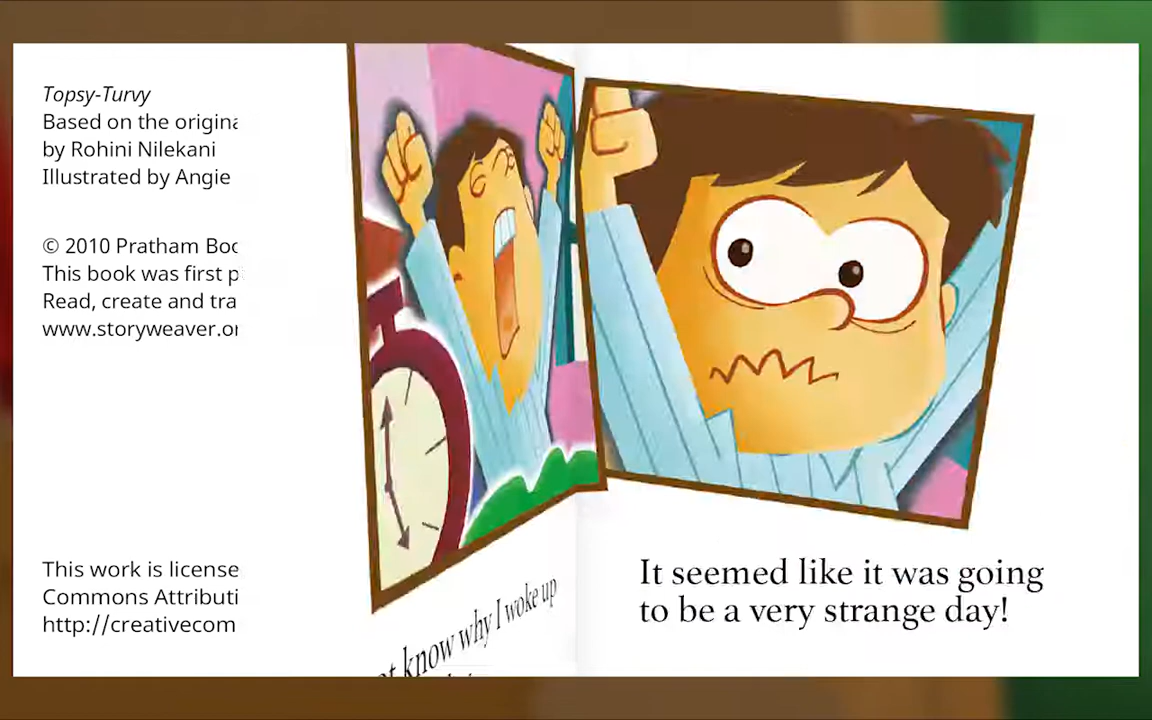 Topsy-Turvy
Based on the origina
by Rohini Nilekani
Illustrated by Angie
© 2010 Pratham Boo
This book was first p
Read, create and tra
www.storyweaver.or
This work is license
Commons Attributi
http://creativecom
know why I woke up
It seemed like it was going
to be a very strange day!